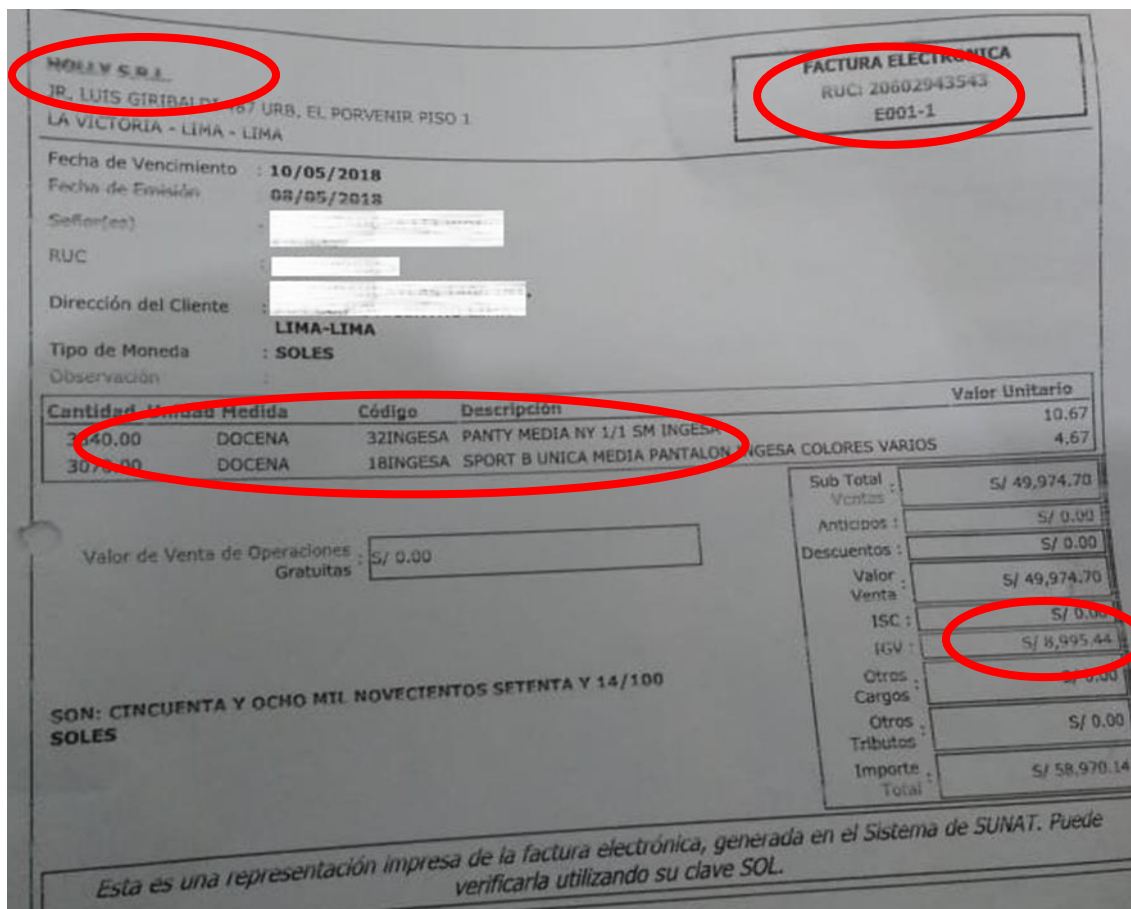 HOLLY S.R.L.
JR. LUIS GIRIBALDI 467 URB. EL PORVENIR PISO 1
LA VICTORIA - LIMA - LIMA
FACTURA ELECTRONICA
RUC: 20602943543
E001-1
Fecha de Vencimiento : 10/05/2018
Fecha de Emisión 08/05/2018
Señor(es)
RUC :
Dirección del Cliente :
LIMA-LIMA
Tipo de Moneda : SOLES
Observación :
Cantidad Unidad Medida Código Descripción Valor Unitario
DOCENA 32INGESA PANTY MEDIA NY 1/1 SM INGESA 10.67
DOCENA 18INGESA SPORT B UNICA MEDIA PANTALON INGESA COLORES VARIOS 4.67
Sub Total Ventas : S/ 49,974.70
Anticipos : S/ 0.00
Descuentos : S/ 0.00
Valor Venta : S/ 49,974.70
ISC : S/ 0.00
IGV : S/ 8,995.44
Otros Cargos : S/ 0.00
Otros Tributos : S/ 0.00
Importe Total : S/ 58,970.14
Valor de Venta de Operaciones Gratuitas : S/ 0.00
SON: CINCUENTA Y OCHO MIL NOVECIENTOS SETENTA Y 14/100
SOLES
Esta es una representación impresa de la factura electrónica, generada en el Sistema de SUNAT. Puede
verificarla utilizando su clave SOL.